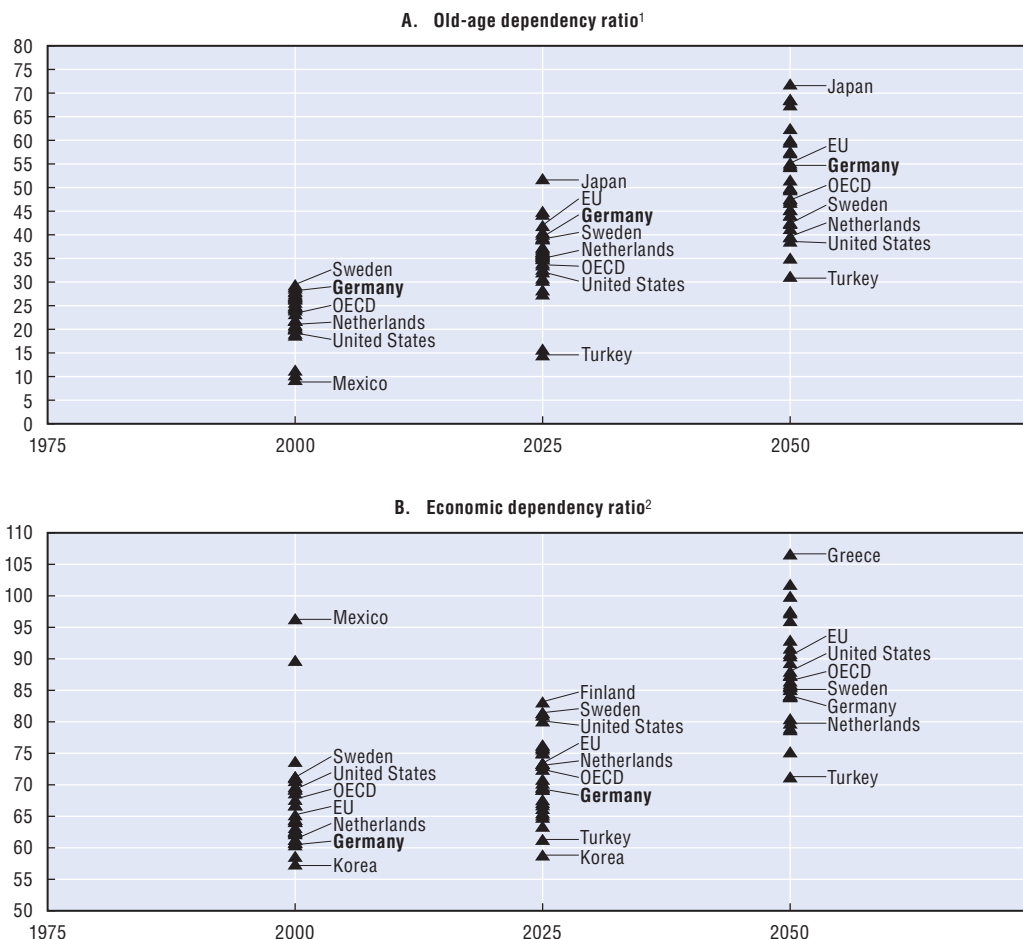 A. Old-age dependency ratio1
80
75
70
65
60
55
50
45
40
35
30
25
20
15
10
5
0
Sweden
Germany
OECD
Netherlands
United States
Mexico
Japan
EU
Germany
Sweden
Netherlands
OECD
United States
Turkey
Japan
EU
Germany
OECD
Sweden
Netherlands
United States
Turkey
1975 2000 2025 2050
B. Economic dependency ratio2
110
105
100
95
90
85
80
75
70
65
60
55
50
Mexico
Sweden
United States
OECD
EU
Netherlands
Germany
Korea
Finland
Sweden
United States
EU
Netherlands
OECD
Germany
Turkey
Korea
Greece
EU
United States
OECD
Sweden
Germany
Netherlands
Turkey
1975 2000 2025 2050